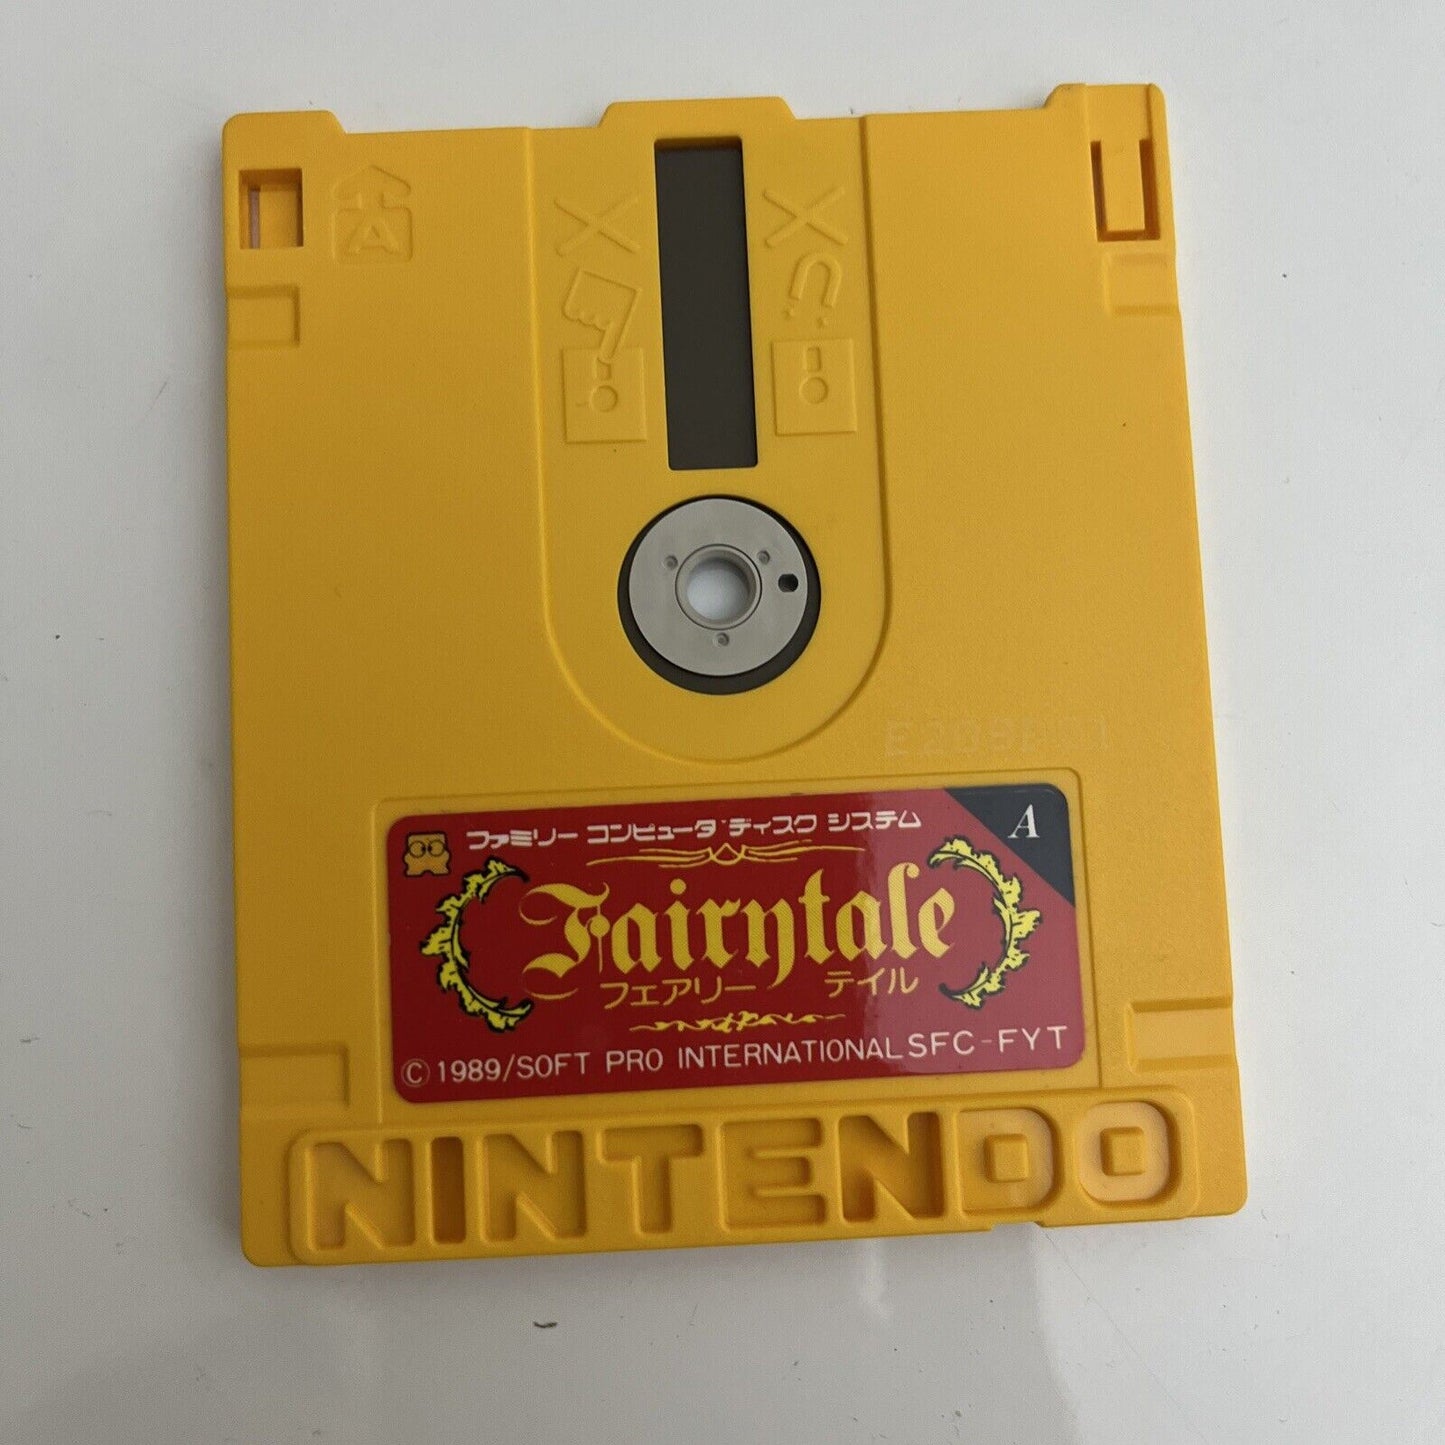 A
ファミリー コンピュータ ディスク システム
A
Fairytale
フェアリー テイル
© 1989/SOFT PRO INTERNATIONAL SFC-FYT
NINTENDO